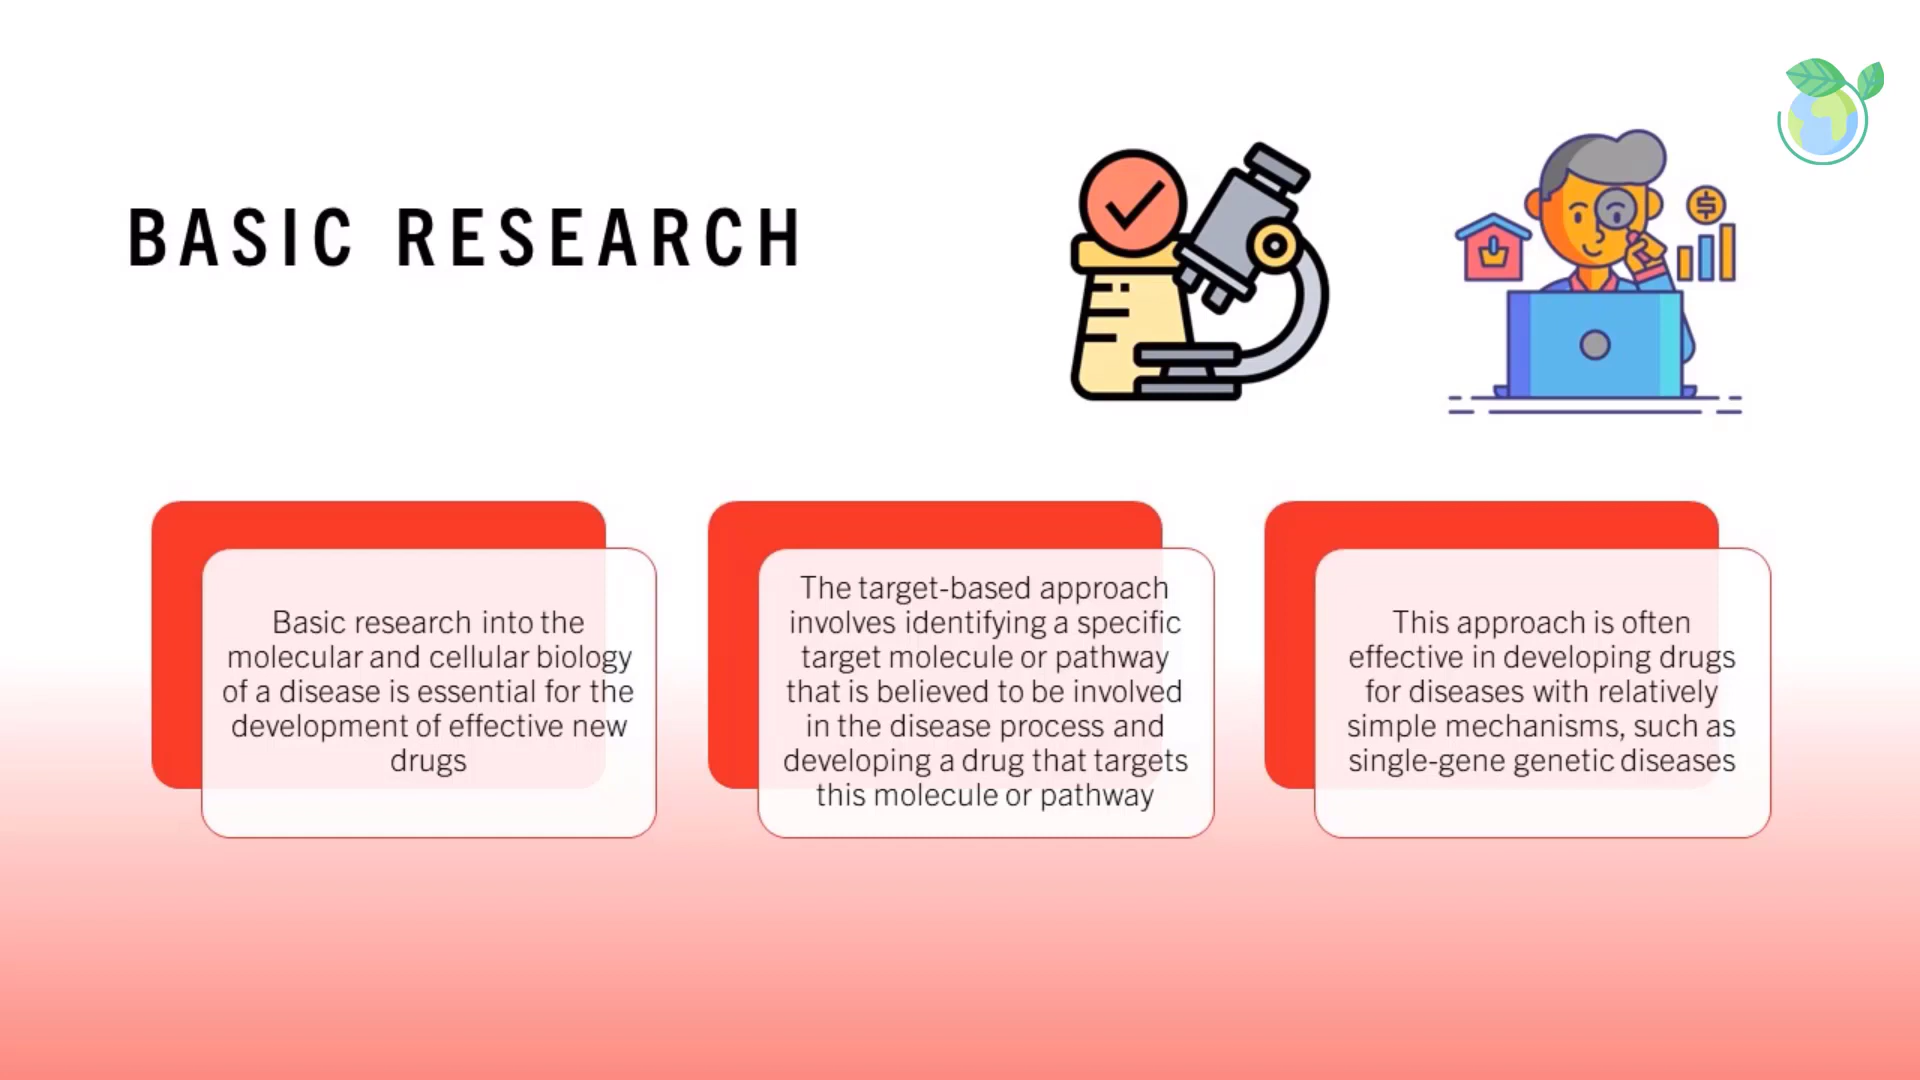 BASIC RESEARCH
Basic research into the
molecular and cellular biology
of a disease is essential for the
development of effective new
drugs
The target-based approach
involves identifying a specific
target molecule or pathway
that is believed to be involved
in the disease process and
developing a drug that targets
this molecule or pathway
This approach is often
effective in developing drugs
for diseases with relatively
simple mechanisms, such as
single-gene genetic diseases